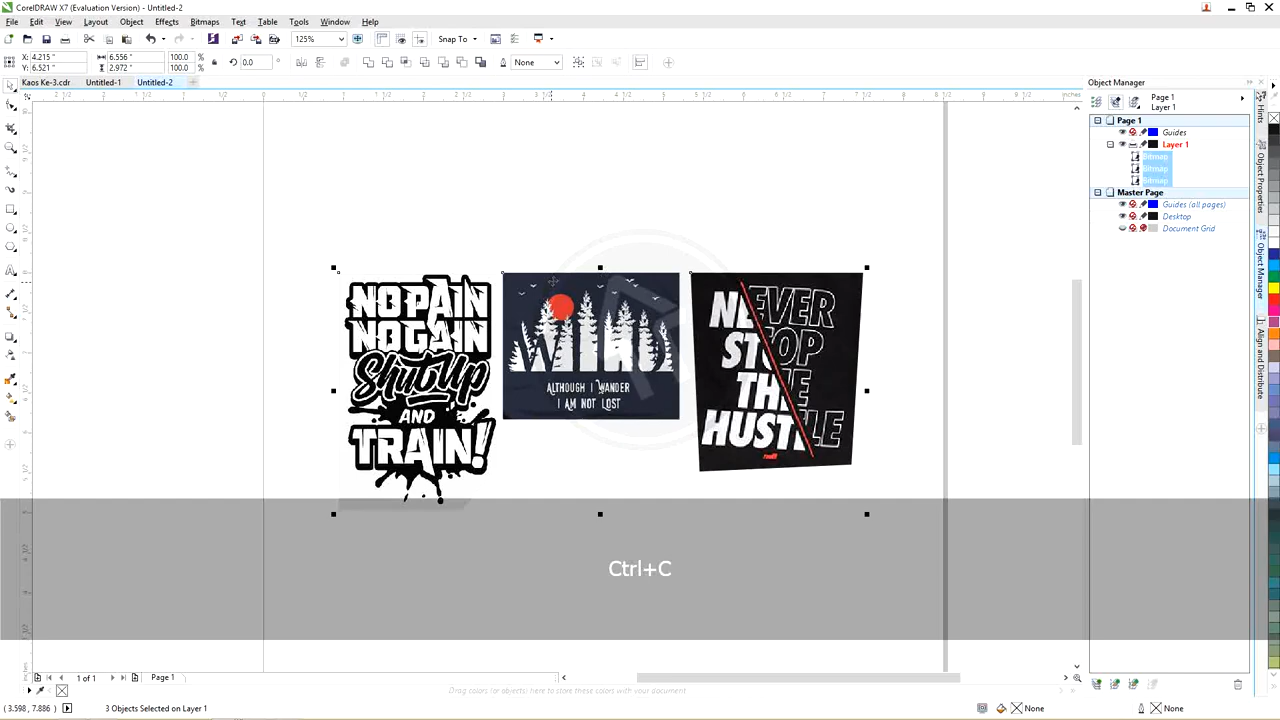 CorelDRAW X7 (Evaluation Version) - Untitled-2
File Edit View Layout Object Effects Bitmaps Text Table Tools Window Help
125% Snap To
X: 4.215 " 6.556 " 100.0 % 0.0 ° None
Y: 6.521 " 2.972 " 100.0 %
Kaos Ke-3.cdr Untitled-1 Untitled-2
inches
Object Manager
Page 1
Layer 1
Page 1
Guides
Layer 1
Bitmap
Bitmap
Bitmap
Master Page
Guides (all pages)
Desktop
Document Grid
Hints
Object Properties
Object Manager
Align and Distribute
NO PAIN
NO GAIN
Shut Up
AND
TRAIN!
WILD
ALTHOUGH I WANDER
I AM NOT LOST
NEVER
STOP
THE
HUSTLE
Ctrl+C
1 of 1 Page 1
Drag colors (or objects) here to store these colors with your document
( 3.598, 7.886 ) 3 Objects Selected on Layer 1 None None